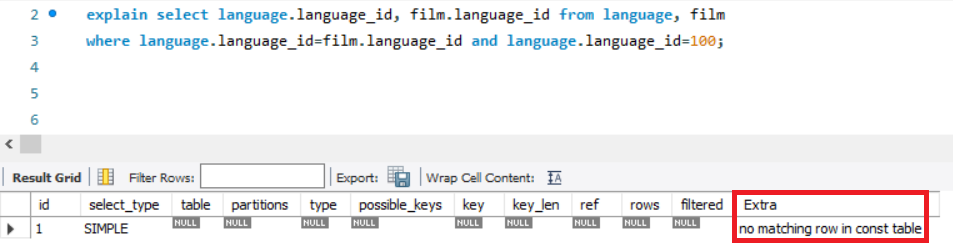 2 explain select language.language_id, film.language_id from language, film
3 where language.language_id=film.language_id and language.language_id=100;
4
5
6
Result Grid Filter Rows: Export: Wrap Cell Content: IA
id select_type table partitions type possible_keys key key_len ref rows filtered Extra
1 SIMPLE NULL NULL NULL NULL NULL NULL NULL NULL NULL no matching row in const table